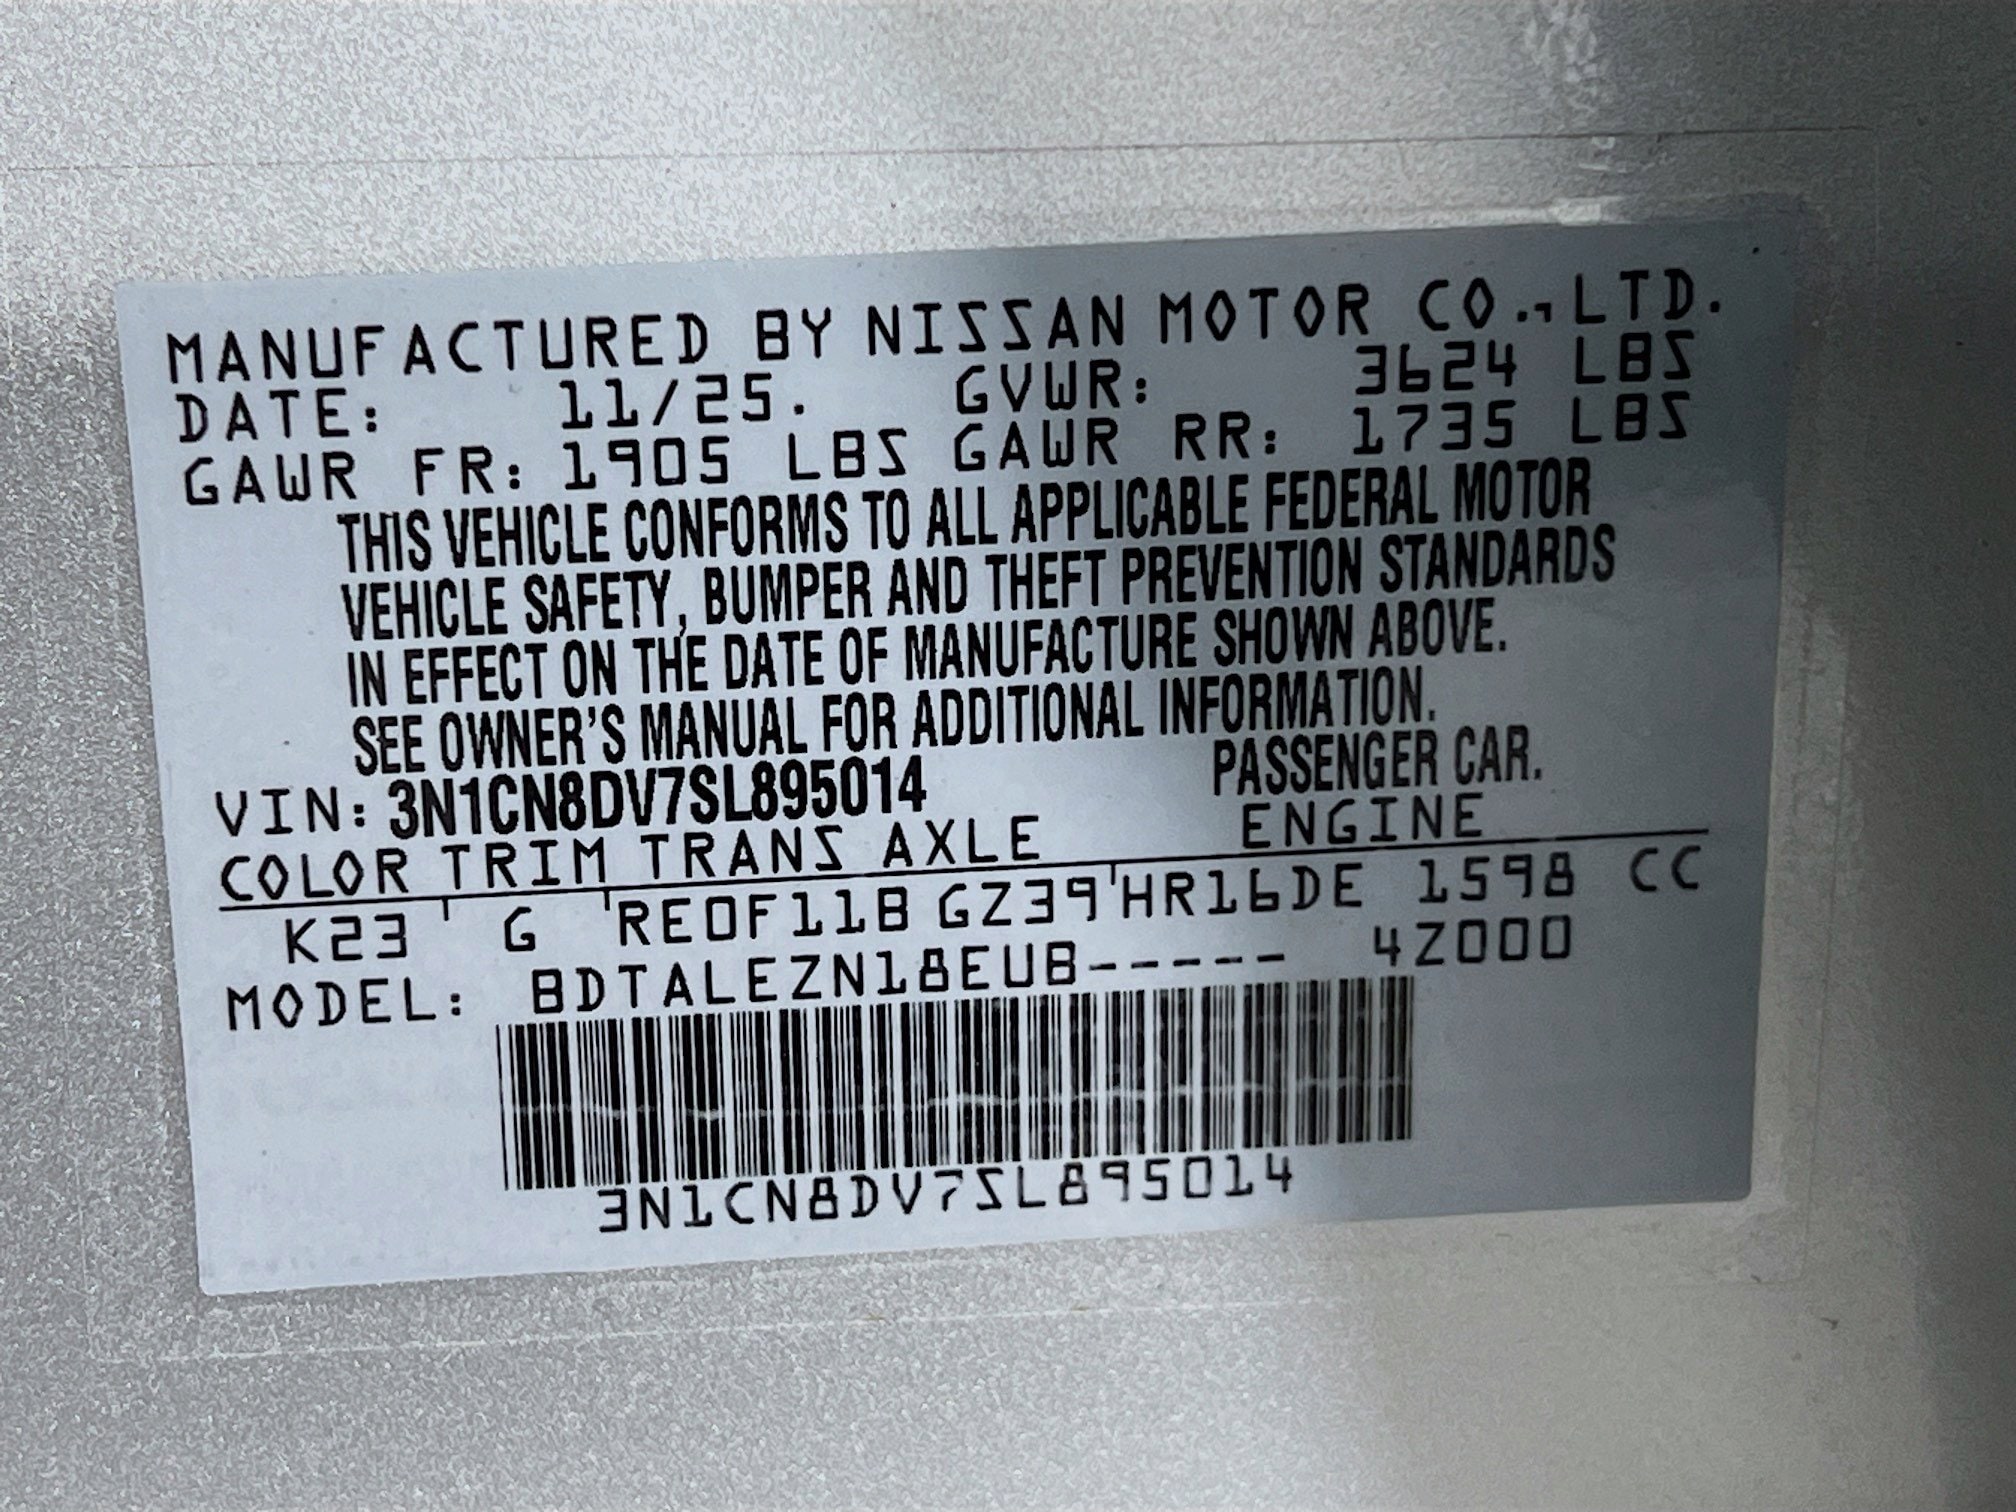 MANUFACTURED BY NISSAN MOTOR CO., LTD.
DATE: 11/25. GVWR: 3624 LBS
GAWR FR: 1905 LBS GAWR RR: 1735 LBS
THIS VEHICLE CONFORMS TO ALL APPLICABLE FEDERAL MOTOR
VEHICLE SAFETY, BUMPER AND THEFT PREVENTION STANDARDS
IN EFFECT ON THE DATE OF MANUFACTURE SHOWN ABOVE.
SEE OWNER'S MANUAL FOR ADDITIONAL INFORMATION.
VIN: 3N1CN8DV7SL895014 PASSENGER CAR.
COLOR TRIM TRANS AXLE ENGINE
K23 G RE0F11B GZ39 HR16DE 1598 CC
MODEL: BDTALEZN18EUB----- 4Z000
3N1CN8DV7SL895014